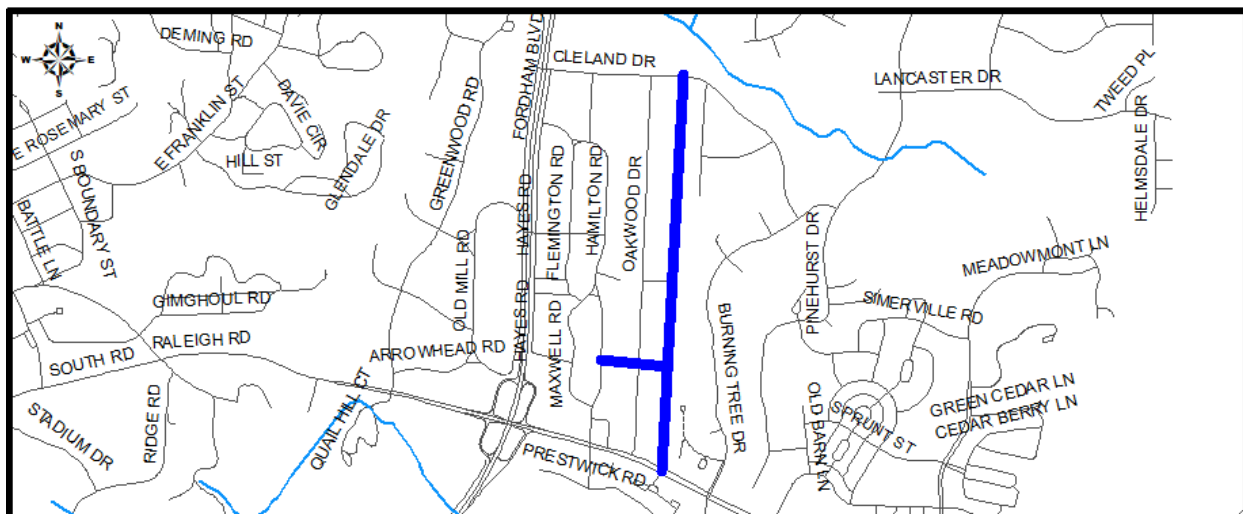 N
W E
S
DEMING RD
FORDHAM BLVD
CLELAND DR
LANCASTER DR
TWEED PL
E ROSEMARY ST
E FRANKLIN ST
DAVIE CIR
GLENDALE DR
GREENWOOD RD
HILL ST
S BOUNDARY ST
BATTLE LN
HAYES RD
FLEMINGTON RD
HAMILTON RD
OAKWOOD DR
HELMSDALE DR
PINEHURST DR
MEADOWMONT LN
OLD MILL RD
GIMGHOUL RD
SIMERVILLE RD
HAYES RD
MAXWELL RD
BURNING TREE DR
RALEIGH RD
SOUTH RD
ARROWHEAD RD
QUAIL HILL CT
STADIUM DR
RIDGE RD
PRESTWICK RD
OLD BARN LN
SPRUNT ST
GREEN CEDAR LN
CEDAR BERRY LN